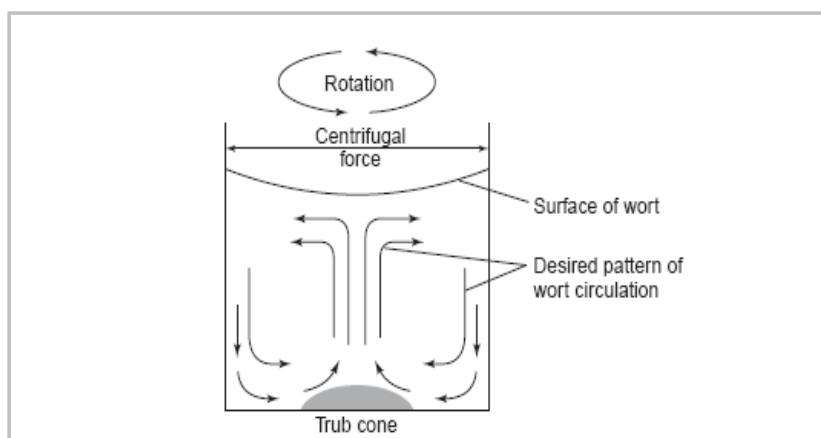 Rotation
Centrifugal
force
Surface of wort
Desired pattern of
wort circulation
Trub cone